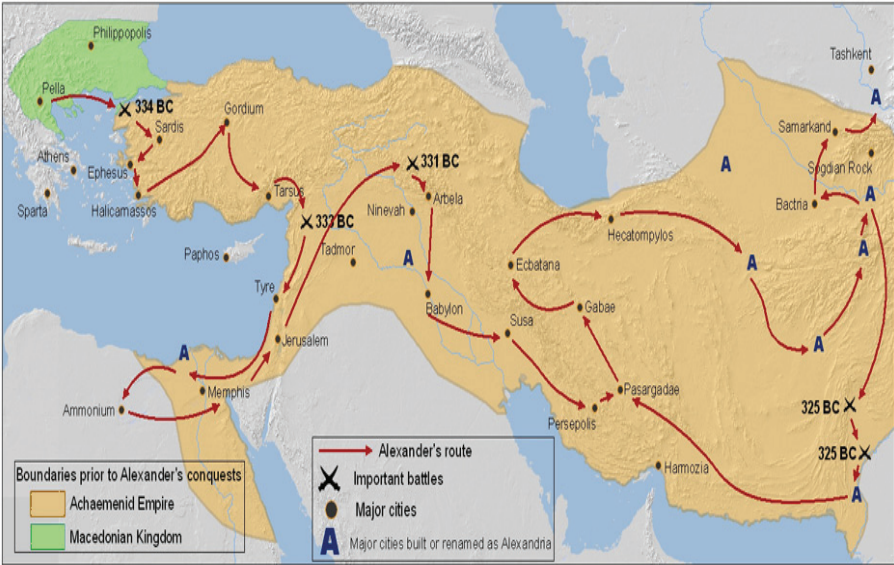 Philippopolis
Tashkent
Pella
A
334 BC
Gordium
Samarkand
Sardis
Athens
Ephesus
331 BC
A
Sogdian Rock
Sparta
Halicarnassos
Tarsus
Arbela
Bactria
A
Ninevah
333 BC
Hecatompylos
Paphos
Tadmor
A
Ecbatana
A
A
Tyre
Babylon
Gabae
Susa
Jerusalem
A
A
Memphis
Pasargadae
Ammonium
325 BC
Persepolis
325 BC
Harmozia
A
Boundaries prior to Alexander's conquests
Achaemenid Empire
Macedonian Kingdom
Alexander's route
Important battles
Major cities
A Major cities built or renamed as Alexandria